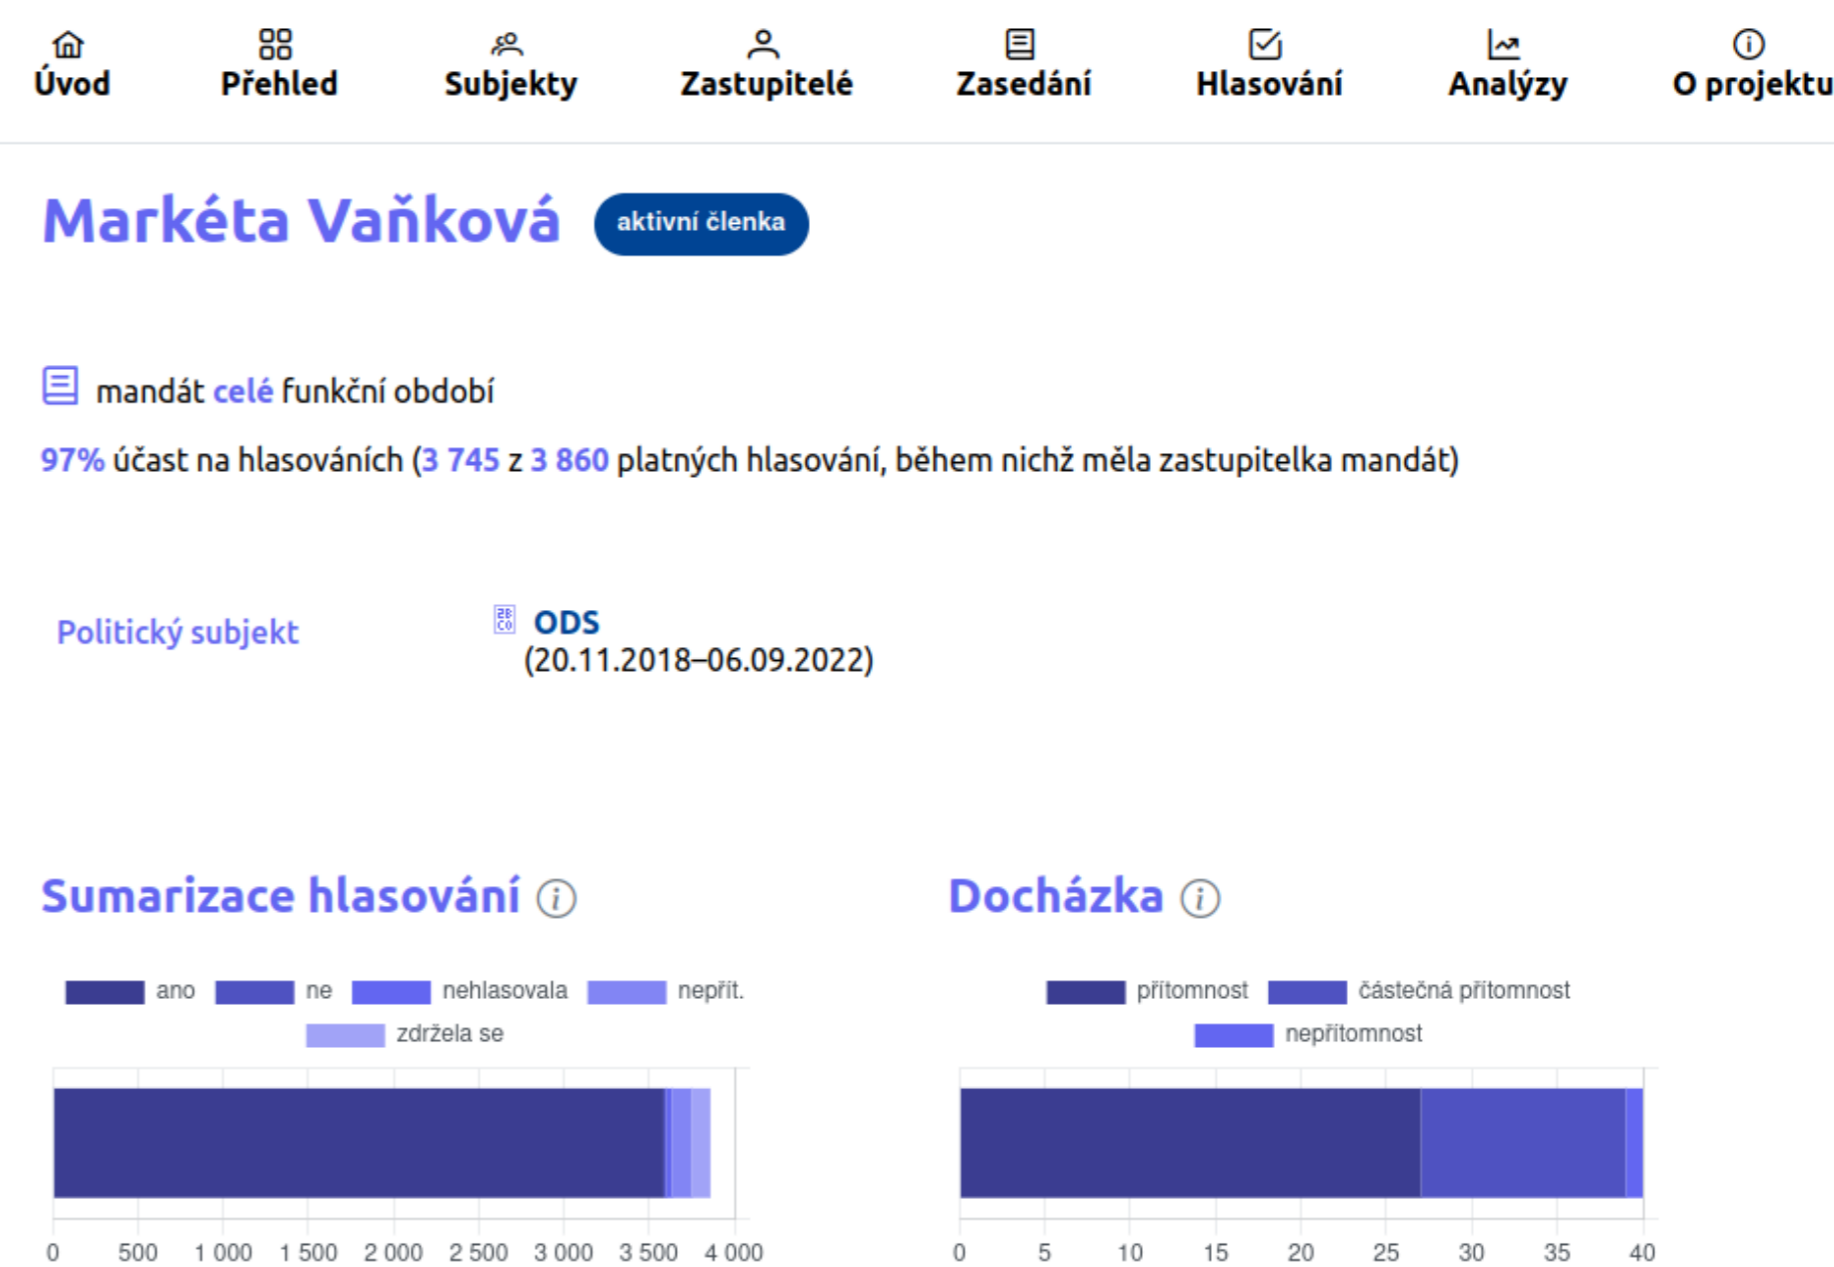 Úvod Přehled Subjekty Zastupitelé Zasedání Hlasování Analýzy O projektu
Markéta Vaňková aktivní členka
mandát celé funkční období
97% účast na hlasováních (3 745 z 3 860 platných hlasování, během nichž měla zastupitelka mandát)
Politický subjekt ODS
(20.11.2018–06.09.2022)
Sumarizace hlasování
ano ne nehlasovala nepřít.
zdržela se
0 500 1 000 1 500 2 000 2 500 3 000 3 500 4 000
Docházka
přítomnost částečná přítomnost
nepřítomnost
0 5 10 15 20 25 30 35 40